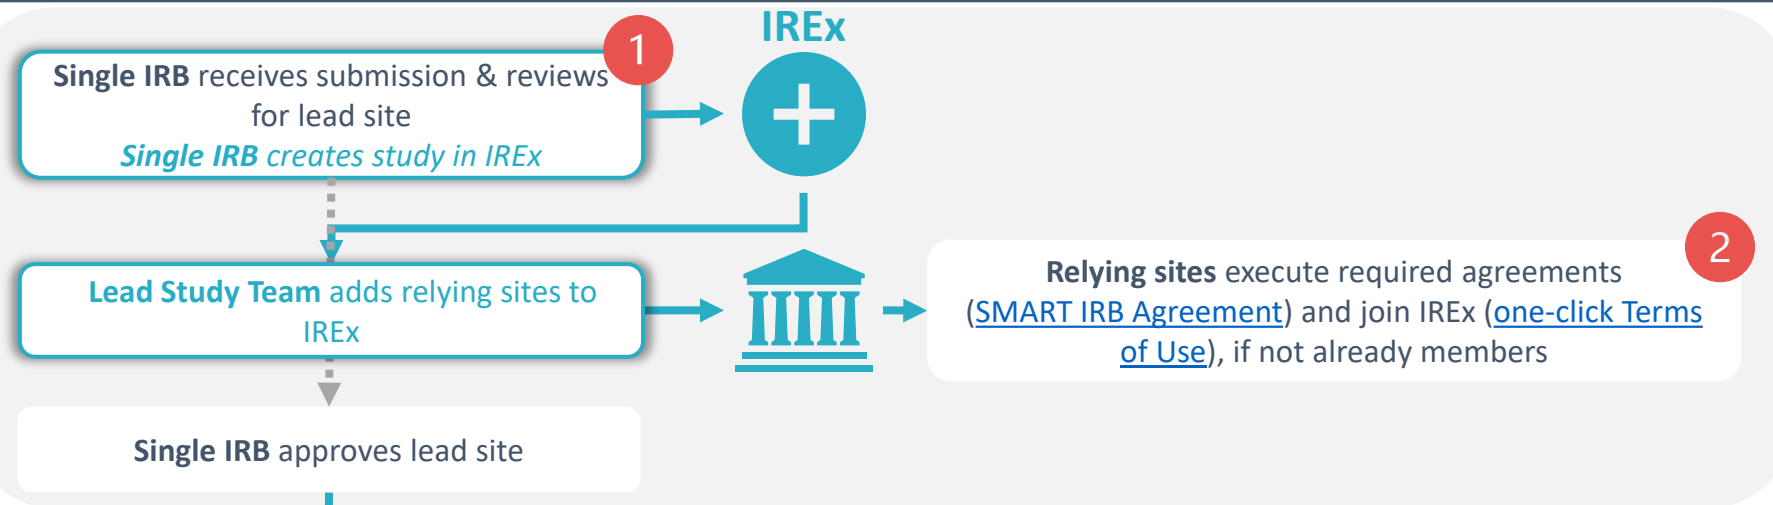 IREx
1
Single IRB receives submission & reviews
for lead site
Single IRB creates study in IREx
2
Lead Study Team adds relying sites to
IREx
Relying sites execute required agreements
(SMART IRB Agreement) and join IREx (one-click Terms
of Use), if not already members
Single IRB approves lead site